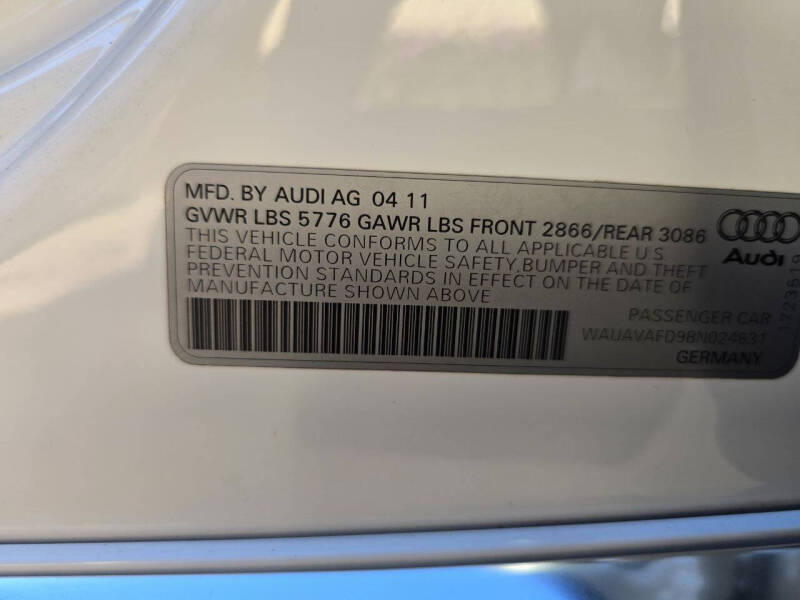 MFD. BY AUDI AG 04 11
GVWR LBS 5776 GAWR LBS FRONT 2866/REAR 3086
THIS VEHICLE CONFORMS TO ALL APPLICABLE U S
FEDERAL MOTOR VEHICLE SAFETY, BUMPER AND THEFT
PREVENTION STANDARDS IN EFFECT ON THE DATE OF
MANUFACTURE SHOWN ABOVE
Audi
1723519
PASSENGER CAR
WAUAVAFD9BN024631
GERMANY